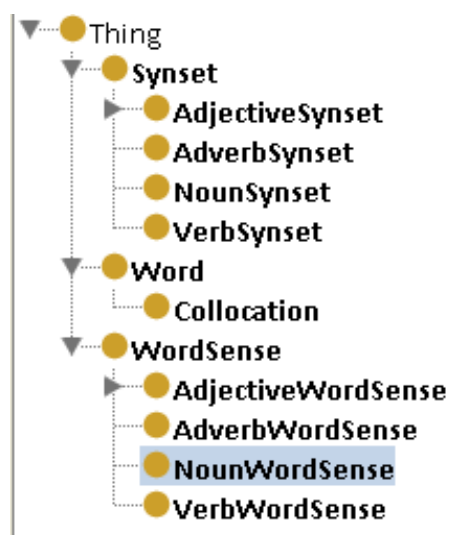 Thing
Synset
AdjectiveSynset
AdverbSynset
NounSynset
VerbSynset
Word
Collocation
WordSense
AdjectiveWordSense
AdverbWordSense
NounWordSense
VerbWordSense